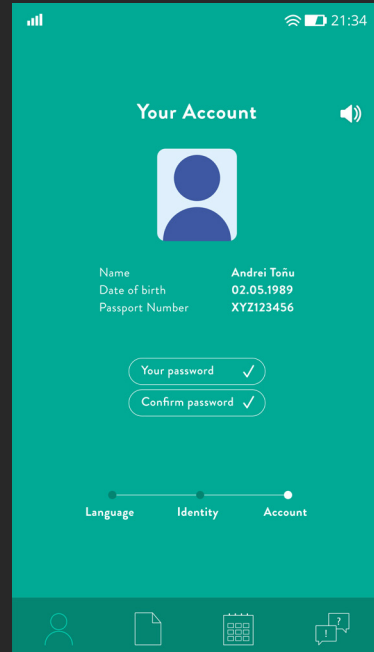 21:34
Your Account
Name Andrei Toñu
Date of birth 02.05.1989
Passport Number XYZ123456
Your password
Confirm password
Language Identity Account
! ?